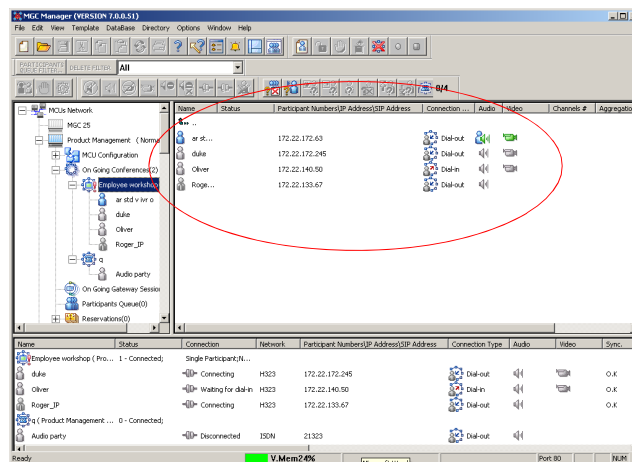 MGC Manager (VERSION 7.0.0.51)
File Edit View Template DataBase Directory Options Window Help
PARTICIPANTS QUEUE FILTER... DELETE FILTER All
0/4
MCUs Network
MGC 25
Product Management ( Norma
MCU Configuration
On Going Conferences(2)
Employee workshop
ar std v ivr o
duke
Oliver
Roger_IP
q
Audio party
On Going Gateway Session
Participants Queue(0)
Reservations(0)
Name Status Participant Numbers\IP Address\SIP Address Connection ... Audio Video Channels # Aggregatio
..
ar st... 172.22.172.63 Dial-out
duke 172.22.172.245 Dial-out
Oliver 172.22.140.50 Dial-in
Roge... 172.22.133.67 Dial-out
Name Status Connection Network Participant Numbers\IP Address\SIP Address Connection Type Audio Video Sync.
Employee workshop ( Pro... 1 - Connected; Single Participant;N...
duke Connecting H323 172.22.172.245 Dial-out O.K
Oliver Waiting for dial-in H323 172.22.140.50 Dial-in O.K
Roger_IP Connecting H323 172.22.133.67 Dial-out O.K
q ( Product Management ... 0 - Connected;
Audio party Disconnected ISDN 21323 Dial-out
Ready V.Mem24% Port 80 NUM